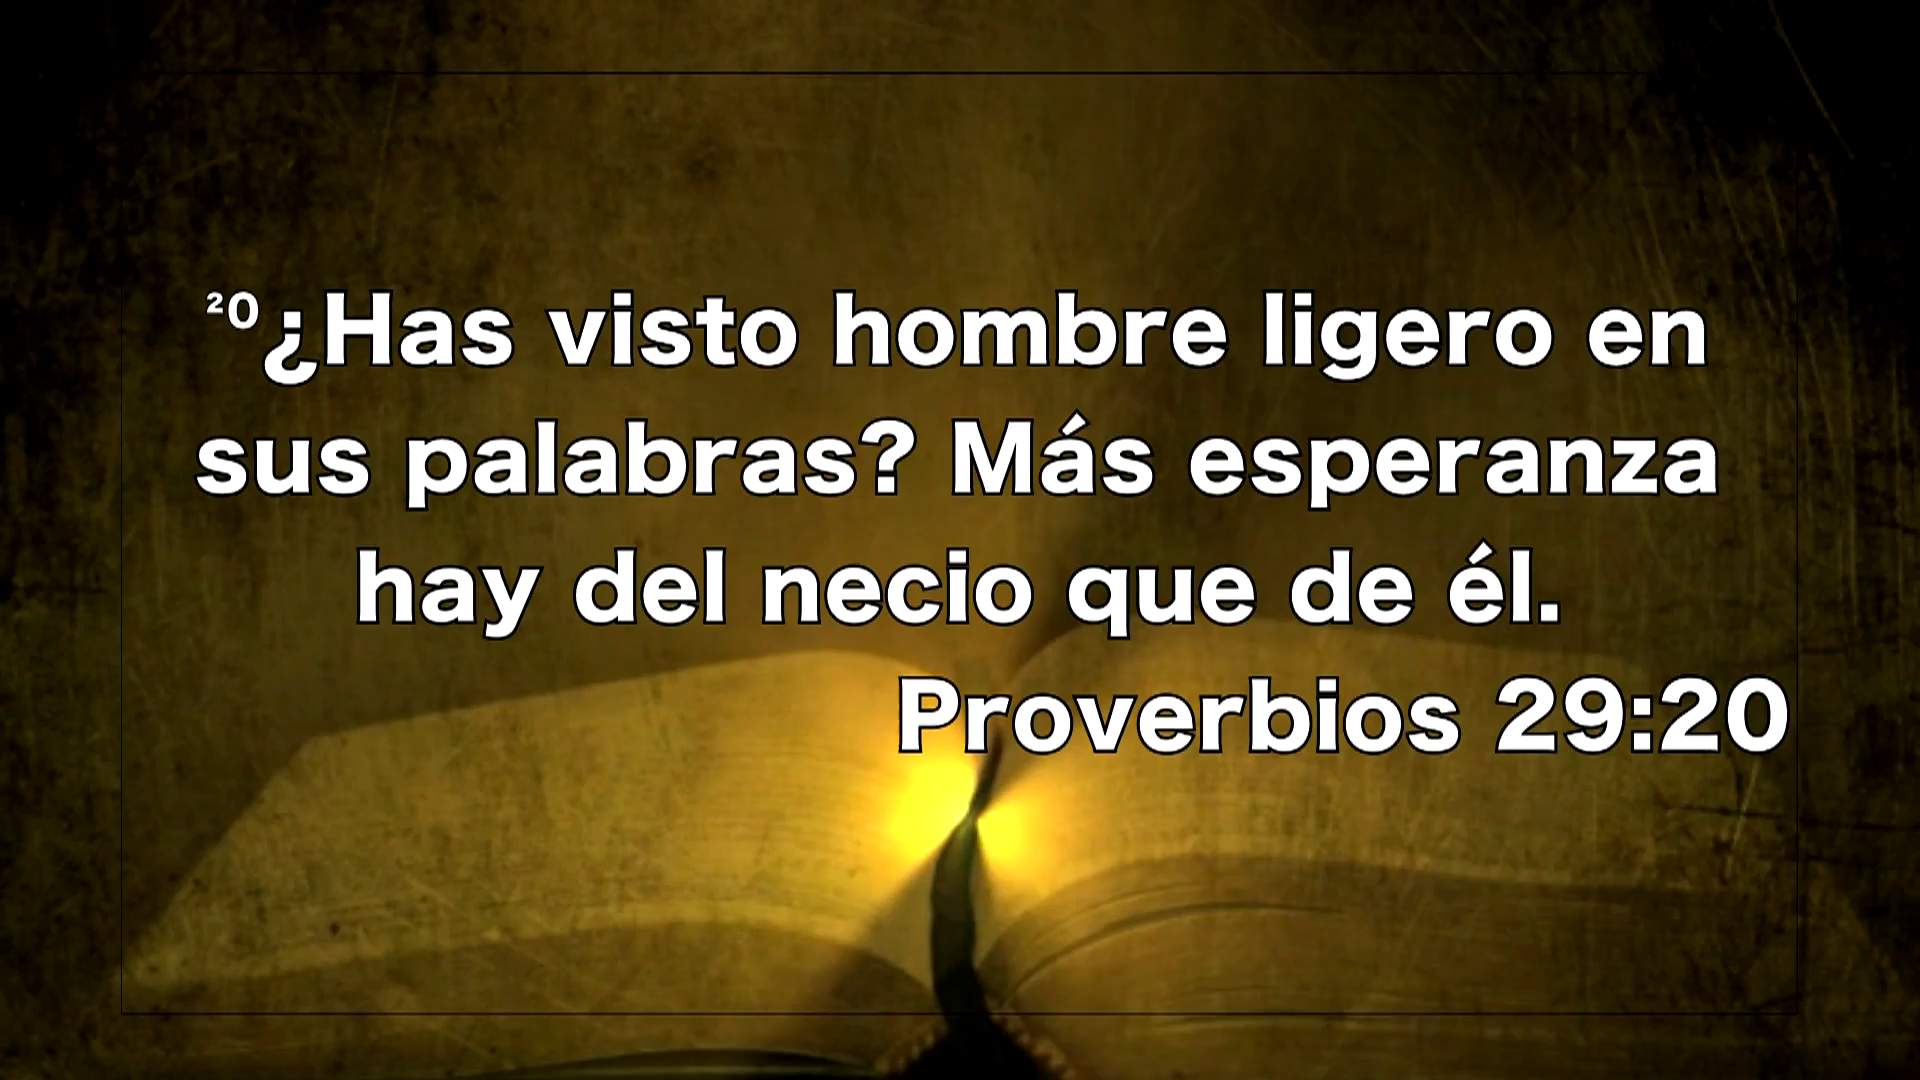 ²⁰¿Has visto hombre ligero en
sus palabras? Más esperanza
hay del necio que de él.
Proverbios 29:20